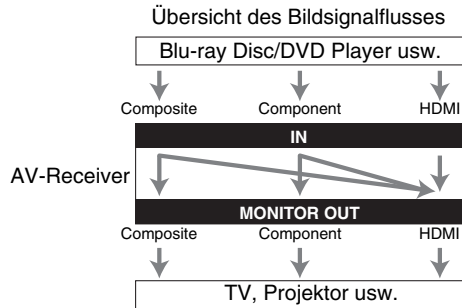 Übersicht des Bildsignalflusses
Blu-ray Disc/DVD Player usw.
Composite Component HDMI
IN
AV-Receiver
MONITOR OUT
Composite Component HDMI
TV, Projektor usw.